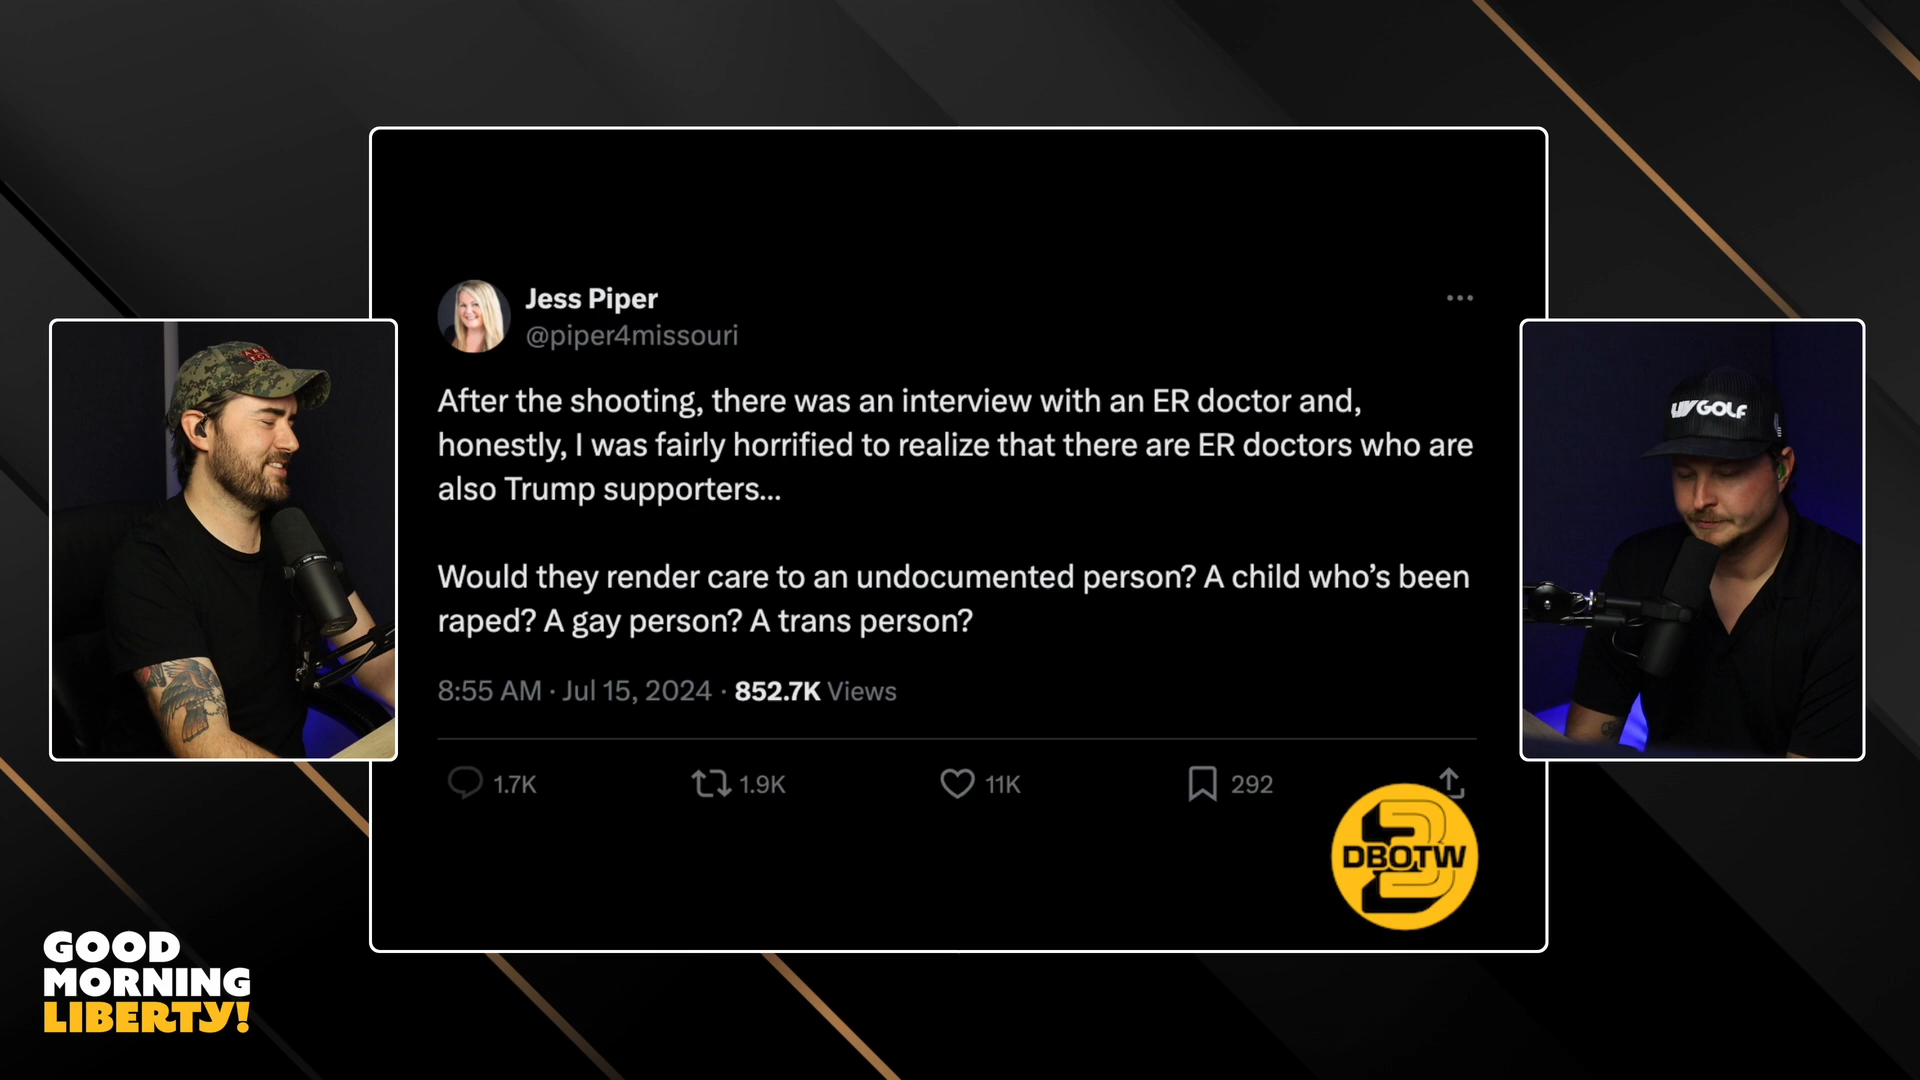 Jess Piper
@piper4missouri
After the shooting, there was an interview with an ER doctor and,
honestly, I was fairly horrified to realize that there are ER doctors who are
also Trump supporters...
Would they render care to an undocumented person? A child who's been
raped? A gay person? A trans person?
8:55 AM · Jul 15, 2024 · 852.7K Views
1.7K 1.9K 11K 292
DBOTW
LIV GOLF
GOOD
MORNING
LIBERTY!